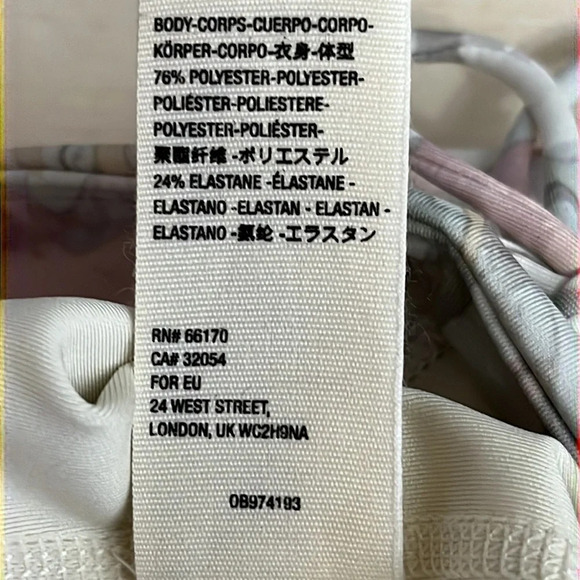 BODY-CORPS-CUERPO-CORPO-
KÖRPER-CORPO-衣身-体型
76% POLYESTER-POLYESTER-
POLIÉSTER-POLIESTERE-
POLYESTER-POLIÉSTER-
聚酯纤维-ポリエステル
24% ELASTANE -ÉLASTANE -
ELASTANO -ELASTAN - ELASTAN -
ELASTANO -氨纶 -エラスタン
RN# 66170
CA# 32054
FOR EU
24 WEST STREET,
LONDON, UK WC2H9NA
OB974193